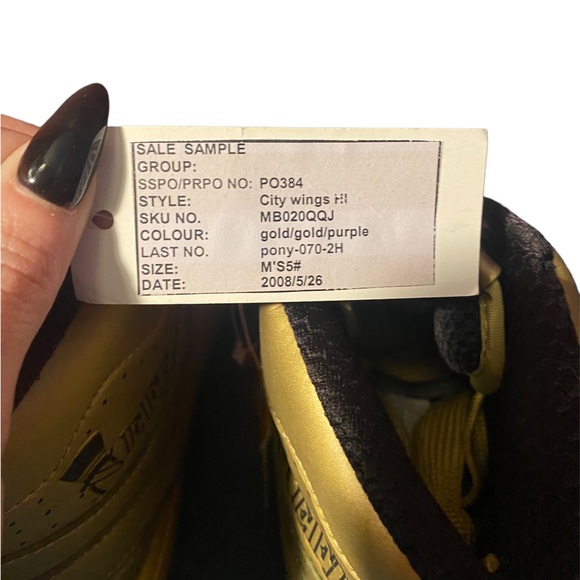 SALE SAMPLE
GROUP:
SSPO/PRPO NO: PO384
STYLE: City wings HI
SKU NO. MB020QQJ
COLOUR: gold/gold/purple
LAST NO. pony-070-2H
SIZE: M'S5#
DATE: 2008/5/26